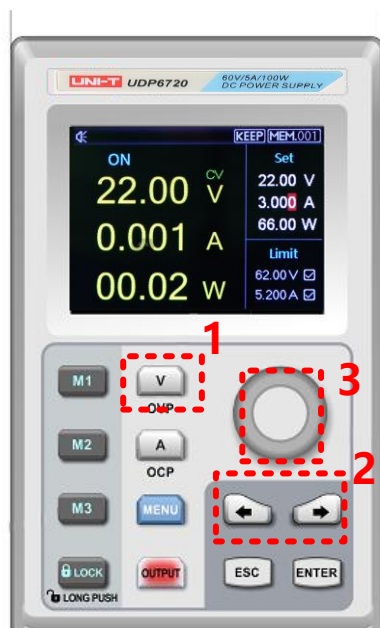 UNI-T UDP6720 60V/5A/100W
DC POWER SUPPLY
KEEP MEM.001
ON Set
22.00 CV V 22.00 V
3.000 A
0.001 A 66.00 W
Limit
00.02 W 62.00 V
5.200 A
1
M1 V 3
OVP
M2 A
OCP
2
M3 MENU
LOCK OUTPUT ESC ENTER
LONG PUSH